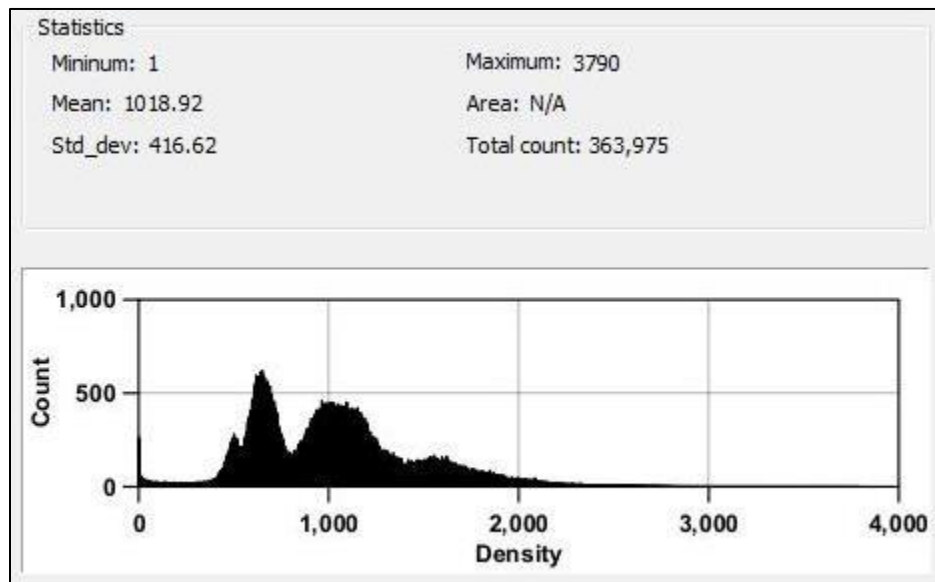 Statistics
Mininum: 1
Maximum: 3790
Mean: 1018.92
Area: N/A
Std_dev: 416.62
Total count: 363,975
1,000
500
0
Count
0
1,000
2,000
3,000
4,000
Density